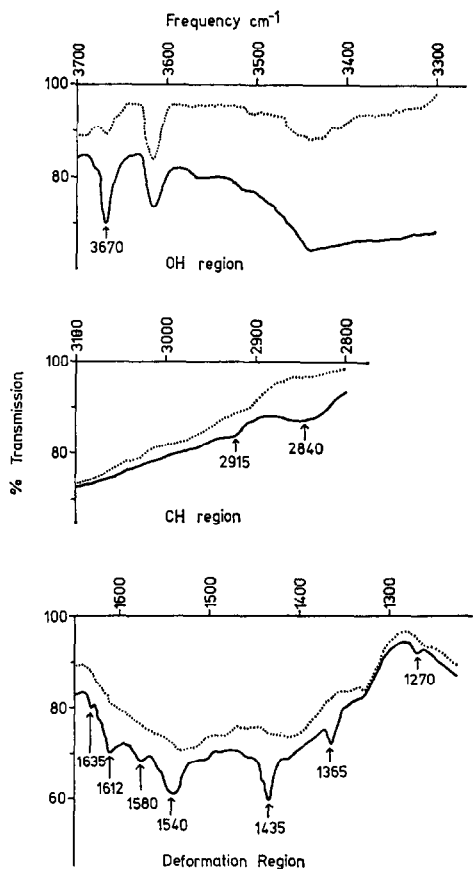 Frequency cm-1
3700 3600 3500 3400 3300
100
80
3670
OH region
3100 3000 2900 2800
100
80
2915 2840
CH region
% Transmission
1600 1500 1400 1300
100
80
60
1635
1612
1580
1540
1435
1365
1270
Deformation Region